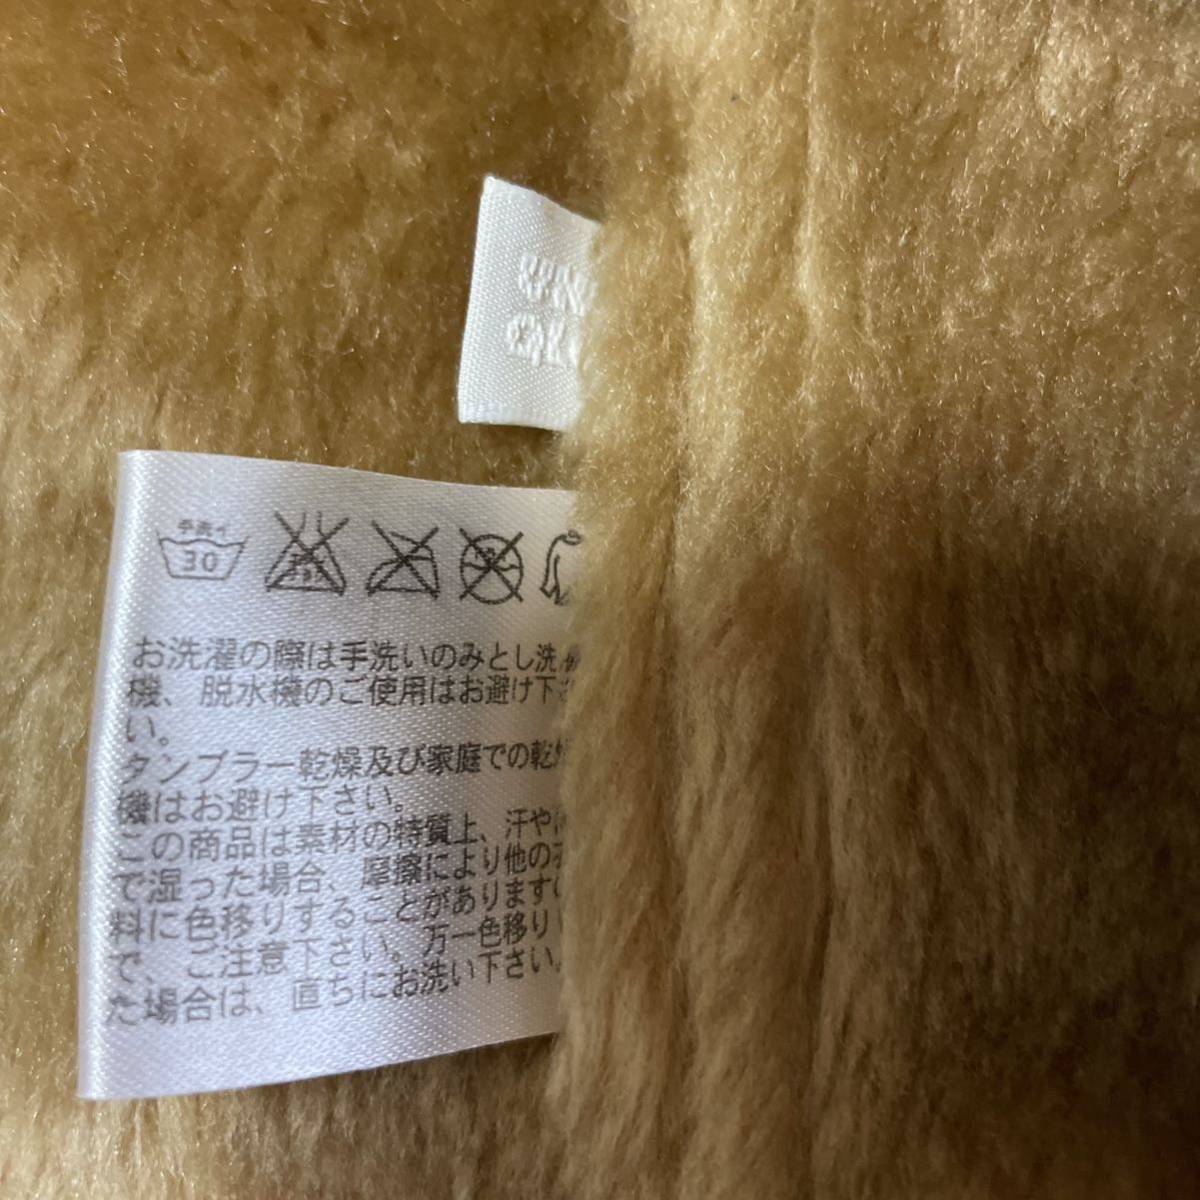 手洗イ
30
お洗濯の際は手洗いのみとし洗濯
機、脱水機のご使用はお避け下さ
い。
タンブラー乾燥及び家庭での乾燥
機はお避け下さい。
この商品は素材の特質上、汗や
で湿った場合、摩擦により他の
料に色移りすることがありますの
で、ご注意下さい。万一色移りし
た場合は、直ちにお洗い下さい。